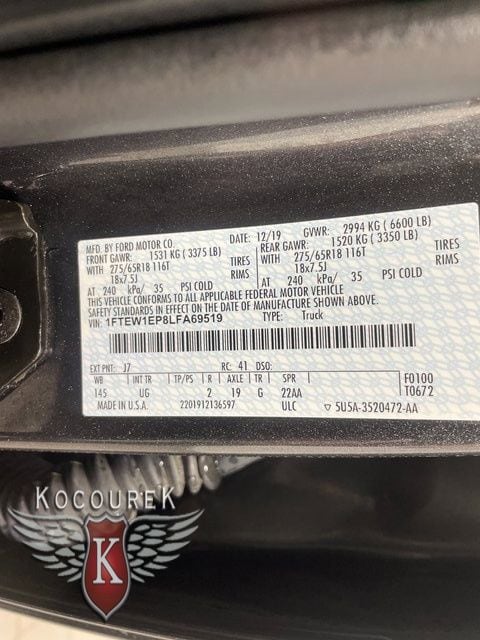 MFD. BY FORD MOTOR CO. DATE: 12/19 GVWR: 2994 KG ( 6600 LB)
FRONT GAWR: 1531 KG ( 3375 LB) REAR GAWR: 1520 KG ( 3350 LB)
WITH 275/65R18 116T TIRES WITH 275/65R18 116T TIRES
18x7.5J RIMS 18x7.5J RIMS
AT 240 kPa/ 35 PSI COLD AT 240 kPa/ 35 PSI COLD
THIS VEHICLE CONFORMS TO ALL APPLICABLE FEDERAL MOTOR VEHICLE
SAFETY STANDARDS IN EFFECT ON THE DATE OF MANUFACTURE SHOWN ABOVE.
VIN: 1FTEW1EP8LFA69519 TYPE: Truck
EXT PNT: J7 RC: 41 DSO:
WB INT TR TP/PS R AXLE TR SPR F0100
145 UG 2 19 G 22AA T0672
MADE IN U.S.A. 2201912136597 ULC ▽ 5U5A-3520472-AA
KOCOUREK
K